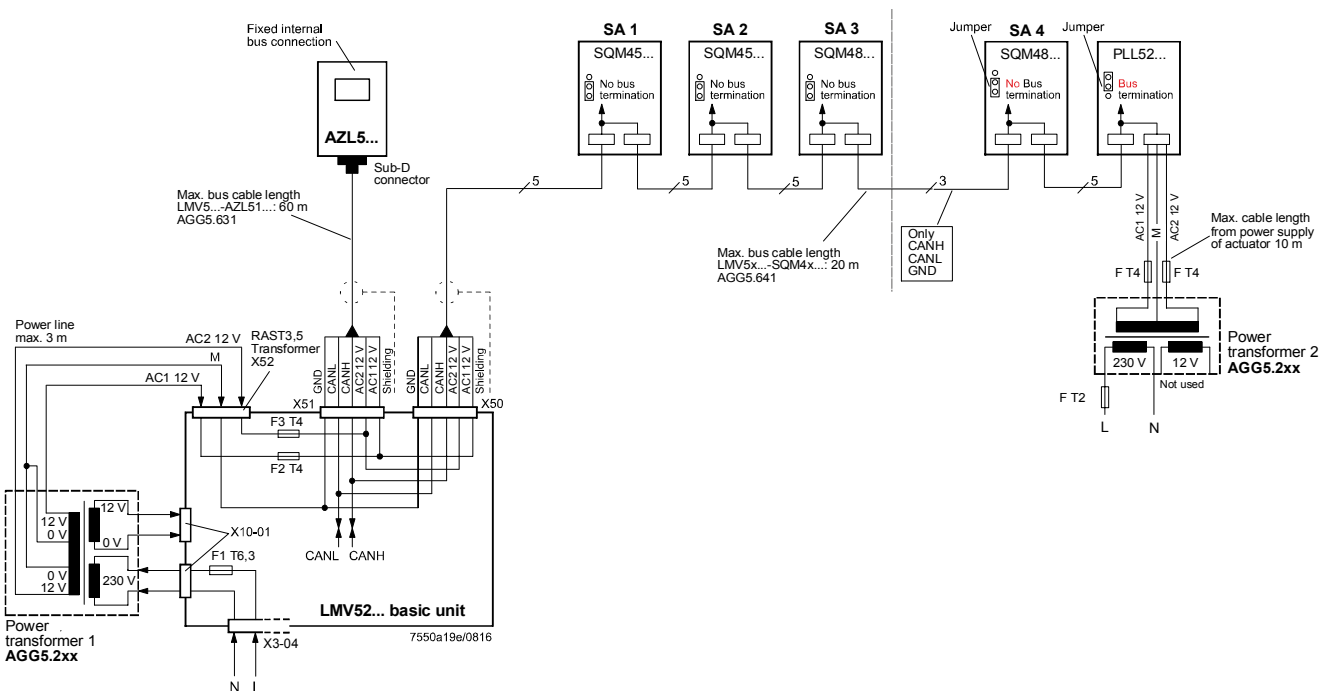 Fixed internal
bus connection
AZL5...
Sub-D
connector
Max. bus cable length
LMV5...-AZL51...: 60 m
AGG5.631
SA 1
SQM45...
No bus
termination
SA 2
SQM45...
No bus
termination
SA 3
SQM48...
No bus
termination
Jumper
SA 4
SQM48...
No Bus
termination
Jumper
PLL52...
Bus
termination
5
5
5
3
5
Only
CANH
CANL
GND
Max. bus cable length
LMV5x...-SQM4x...: 20 m
AGG5.641
AC1 12 V
M
AC2 12 V
Max. cable length
from power supply
of actuator 10 m
F T4
F T4
230 V
12 V
Not used
Power
transformer 2
AGG5.2xx
F T2
L
N
Power line
max. 3 m
AC2 12 V
M
AC1 12 V
RAST3,5
Transformer
X52
GND
CANL
CANH
AC2 12 V
AC1 12 V
Shielding
GND
CANL
CANH
AC2 12 V
AC1 12 V
Shielding
X51
X50
F3 T4
F2 T4
CANL
CANH
12 V
0 V
0 V
12 V
12 V
0 V
230 V
X10-01
F1 T6,3
LMV52... basic unit
7550a19e/0816
X3-04
N
L
Power
transformer 1
AGG5.2xx